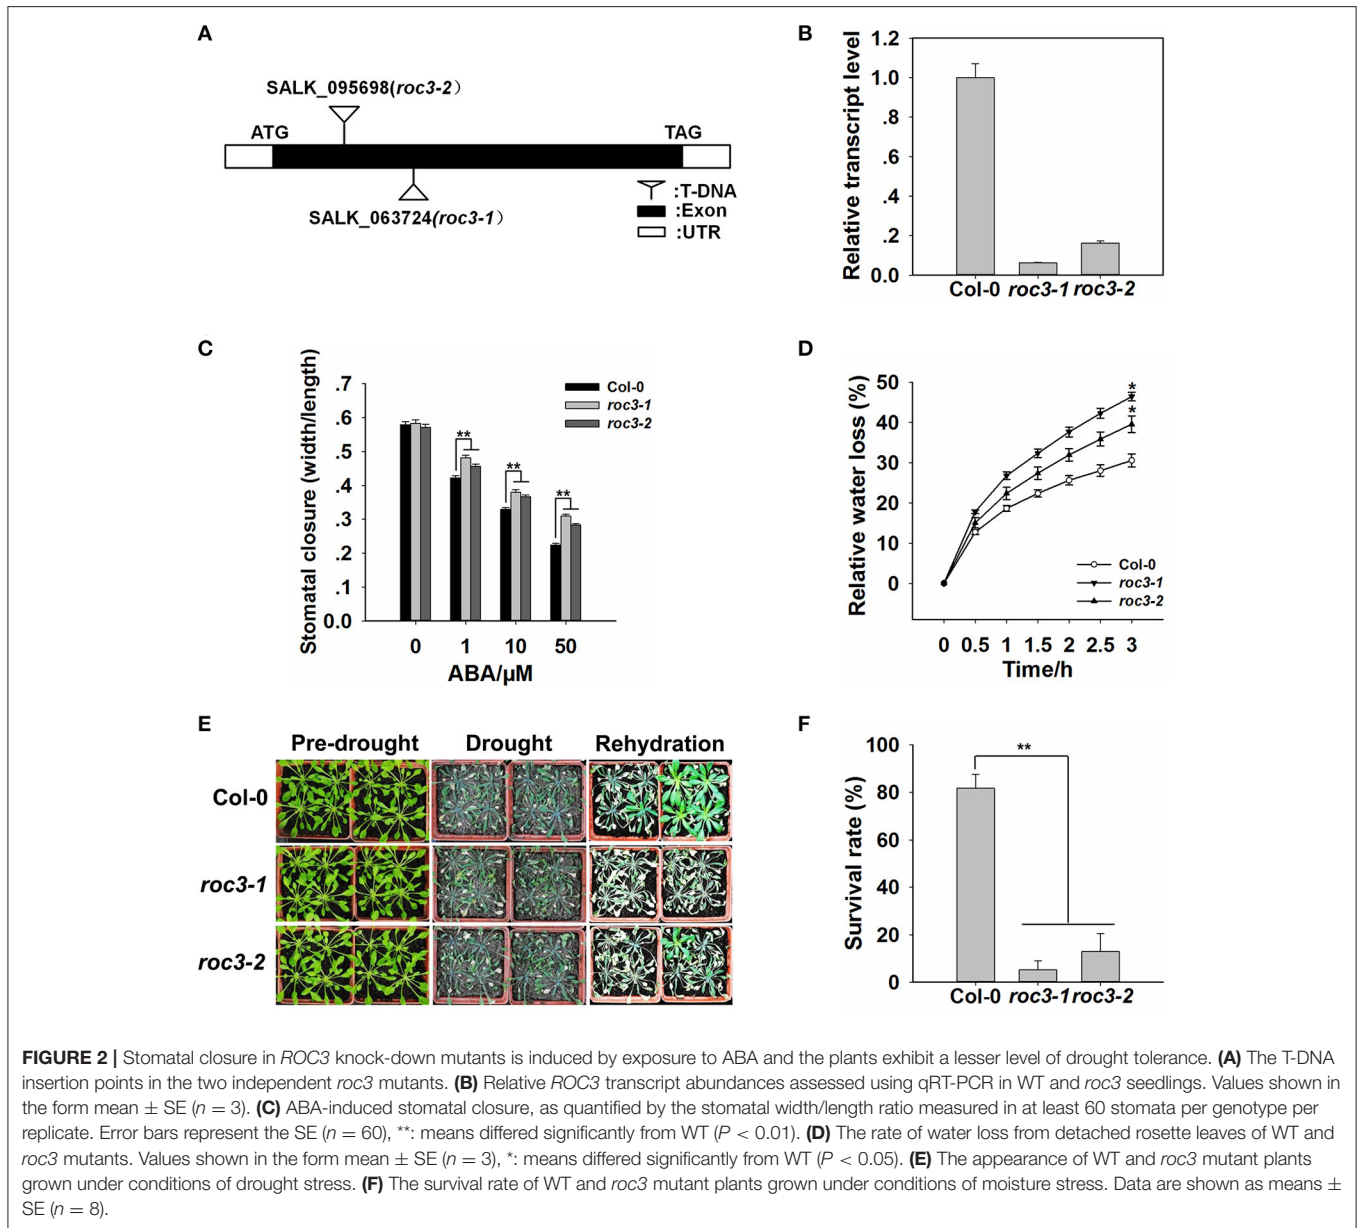 A
SALK_095698(roc3-2)
ATG
TAG
SALK_063724(roc3-1)
:T-DNA
:Exon
:UTR
B
Relative transcript level
1.2
1.0
.8
.6
.4
.2
0.0
Col-0 roc3-1 roc3-2
C
Stomatal closure (width/length)
.7
.6
.5
.4
.3
.2
.1
0.0
Col-0
roc3-1
roc3-2
**
**
**
0 1 10 50
ABA/μM
D
Relative water loss (%)
50
40
30
20
10
0
*
*
Col-0
roc3-1
roc3-2
0 0.5 1 1.5 2 2.5 3
Time/h
E
Pre-drought Drought Rehydration
Col-0
roc3-1
roc3-2
F
Survival rate (%)
100
80
60
40
20
0
**
Col-0 roc3-1 roc3-2
FIGURE 2 | Stomatal closure in ROC3 knock-down mutants is induced by exposure to ABA and the plants exhibit a lesser level of drought tolerance. (A) The T-DNA
insertion points in the two independent roc3 mutants. (B) Relative ROC3 transcript abundances assessed using qRT-PCR in WT and roc3 seedlings. Values shown in
the form mean ± SE (n = 3). (C) ABA-induced stomatal closure, as quantified by the stomatal width/length ratio measured in at least 60 stomata per genotype per
replicate. Error bars represent the SE (n = 60), **: means differed significantly from WT (P < 0.01). (D) The rate of water loss from detached rosette leaves of WT and
roc3 mutants. Values shown in the form mean ± SE (n = 3), *: means differed significantly from WT (P < 0.05). (E) The appearance of WT and roc3 mutant plants
grown under conditions of drought stress. (F) The survival rate of WT and roc3 mutant plants grown under conditions of moisture stress. Data are shown as means ±
SE (n = 8).